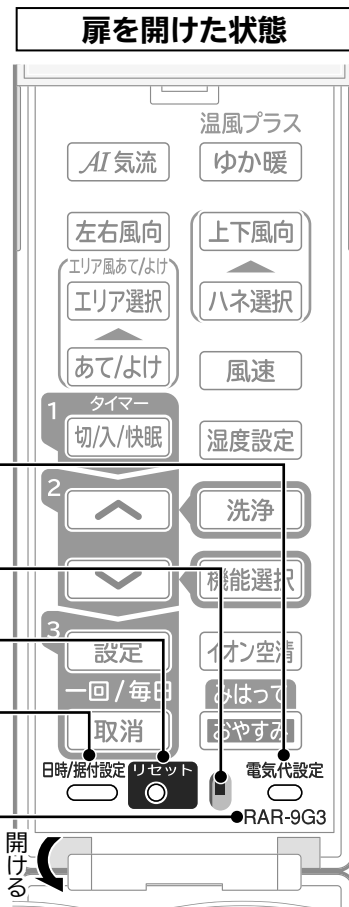 扉を開けた状態
温風プラス
AI 気流
ゆか暖
左右風向
上下風向
エリア風あて/よけ
エリア選択
ハネ選択
あて/よけ
風速
1
タイマー
切/入/快眠
湿度設定
2
洗浄
機能選択
3
設定
イオン空清
一回/毎日
みはって
取消
おやすみ
日時/据付設定
リセット
電気代設定
RAR-9G3
開ける